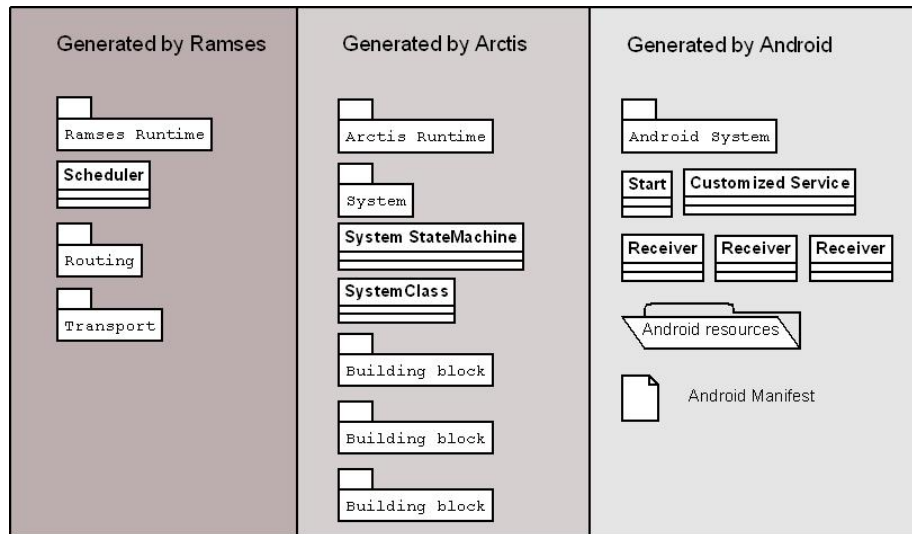 Generated by Ramses
Ramses Runtime
Scheduler
Routing
Transport
Generated by Arctis
Arctis Runtime
System
System StateMachine
SystemClass
Building block
Building block
Building block
Generated by Android
Android System
Start
Customized Service
Receiver
Receiver
Receiver
Android resources
Android Manifest